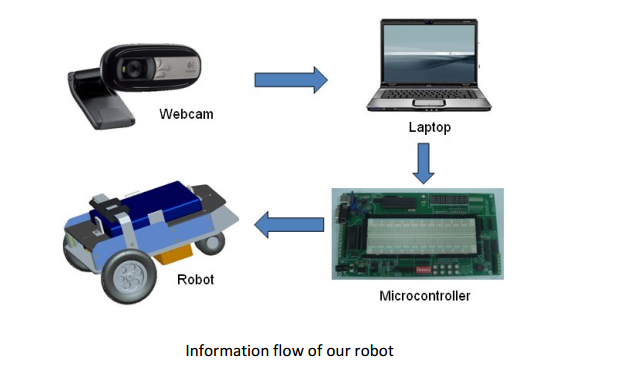 Webcam
Laptop
Robot
Microcontroller
Information flow of our robot